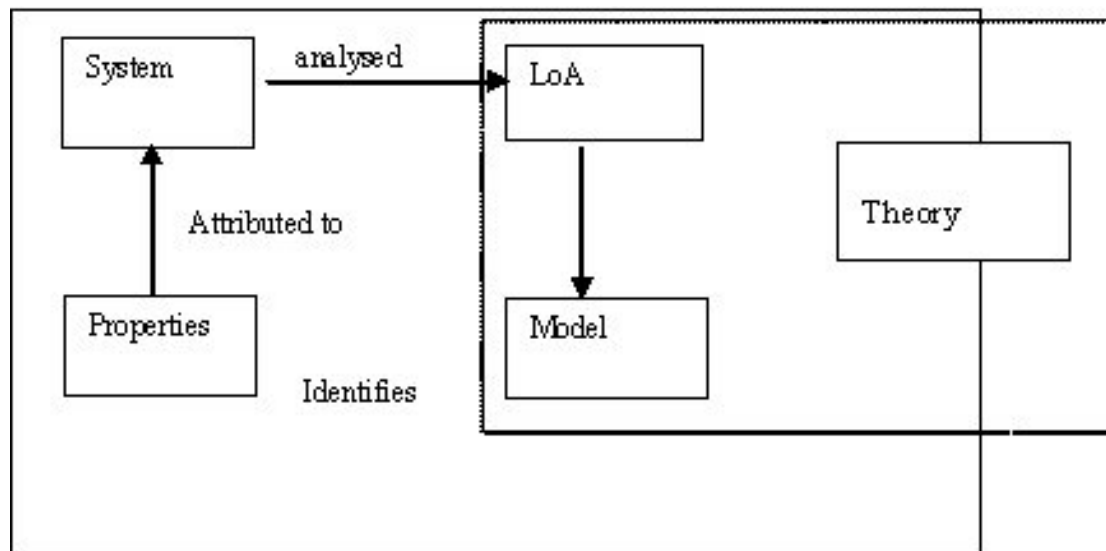 System
analysed
LoA
Theory
Attributed to
Properties
Model
Identifies